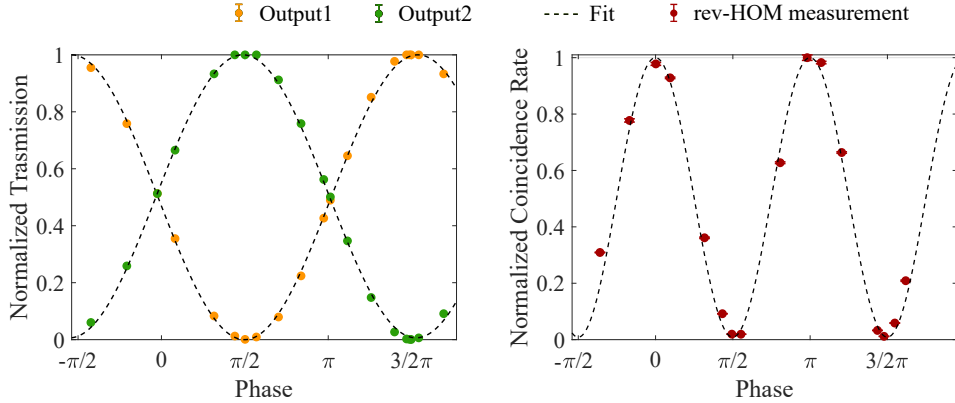 Output1 Output2 Fit rev-HOM measurement
Normalized Trasmission
1
0.8
0.6
0.4
0.2
0
-π/2 0 π/2 π 3/2π
Phase
Normalized Coincidence Rate
1
0.8
0.6
0.4
0.2
0
-π/2 0 π/2 π 3/2π
Phase